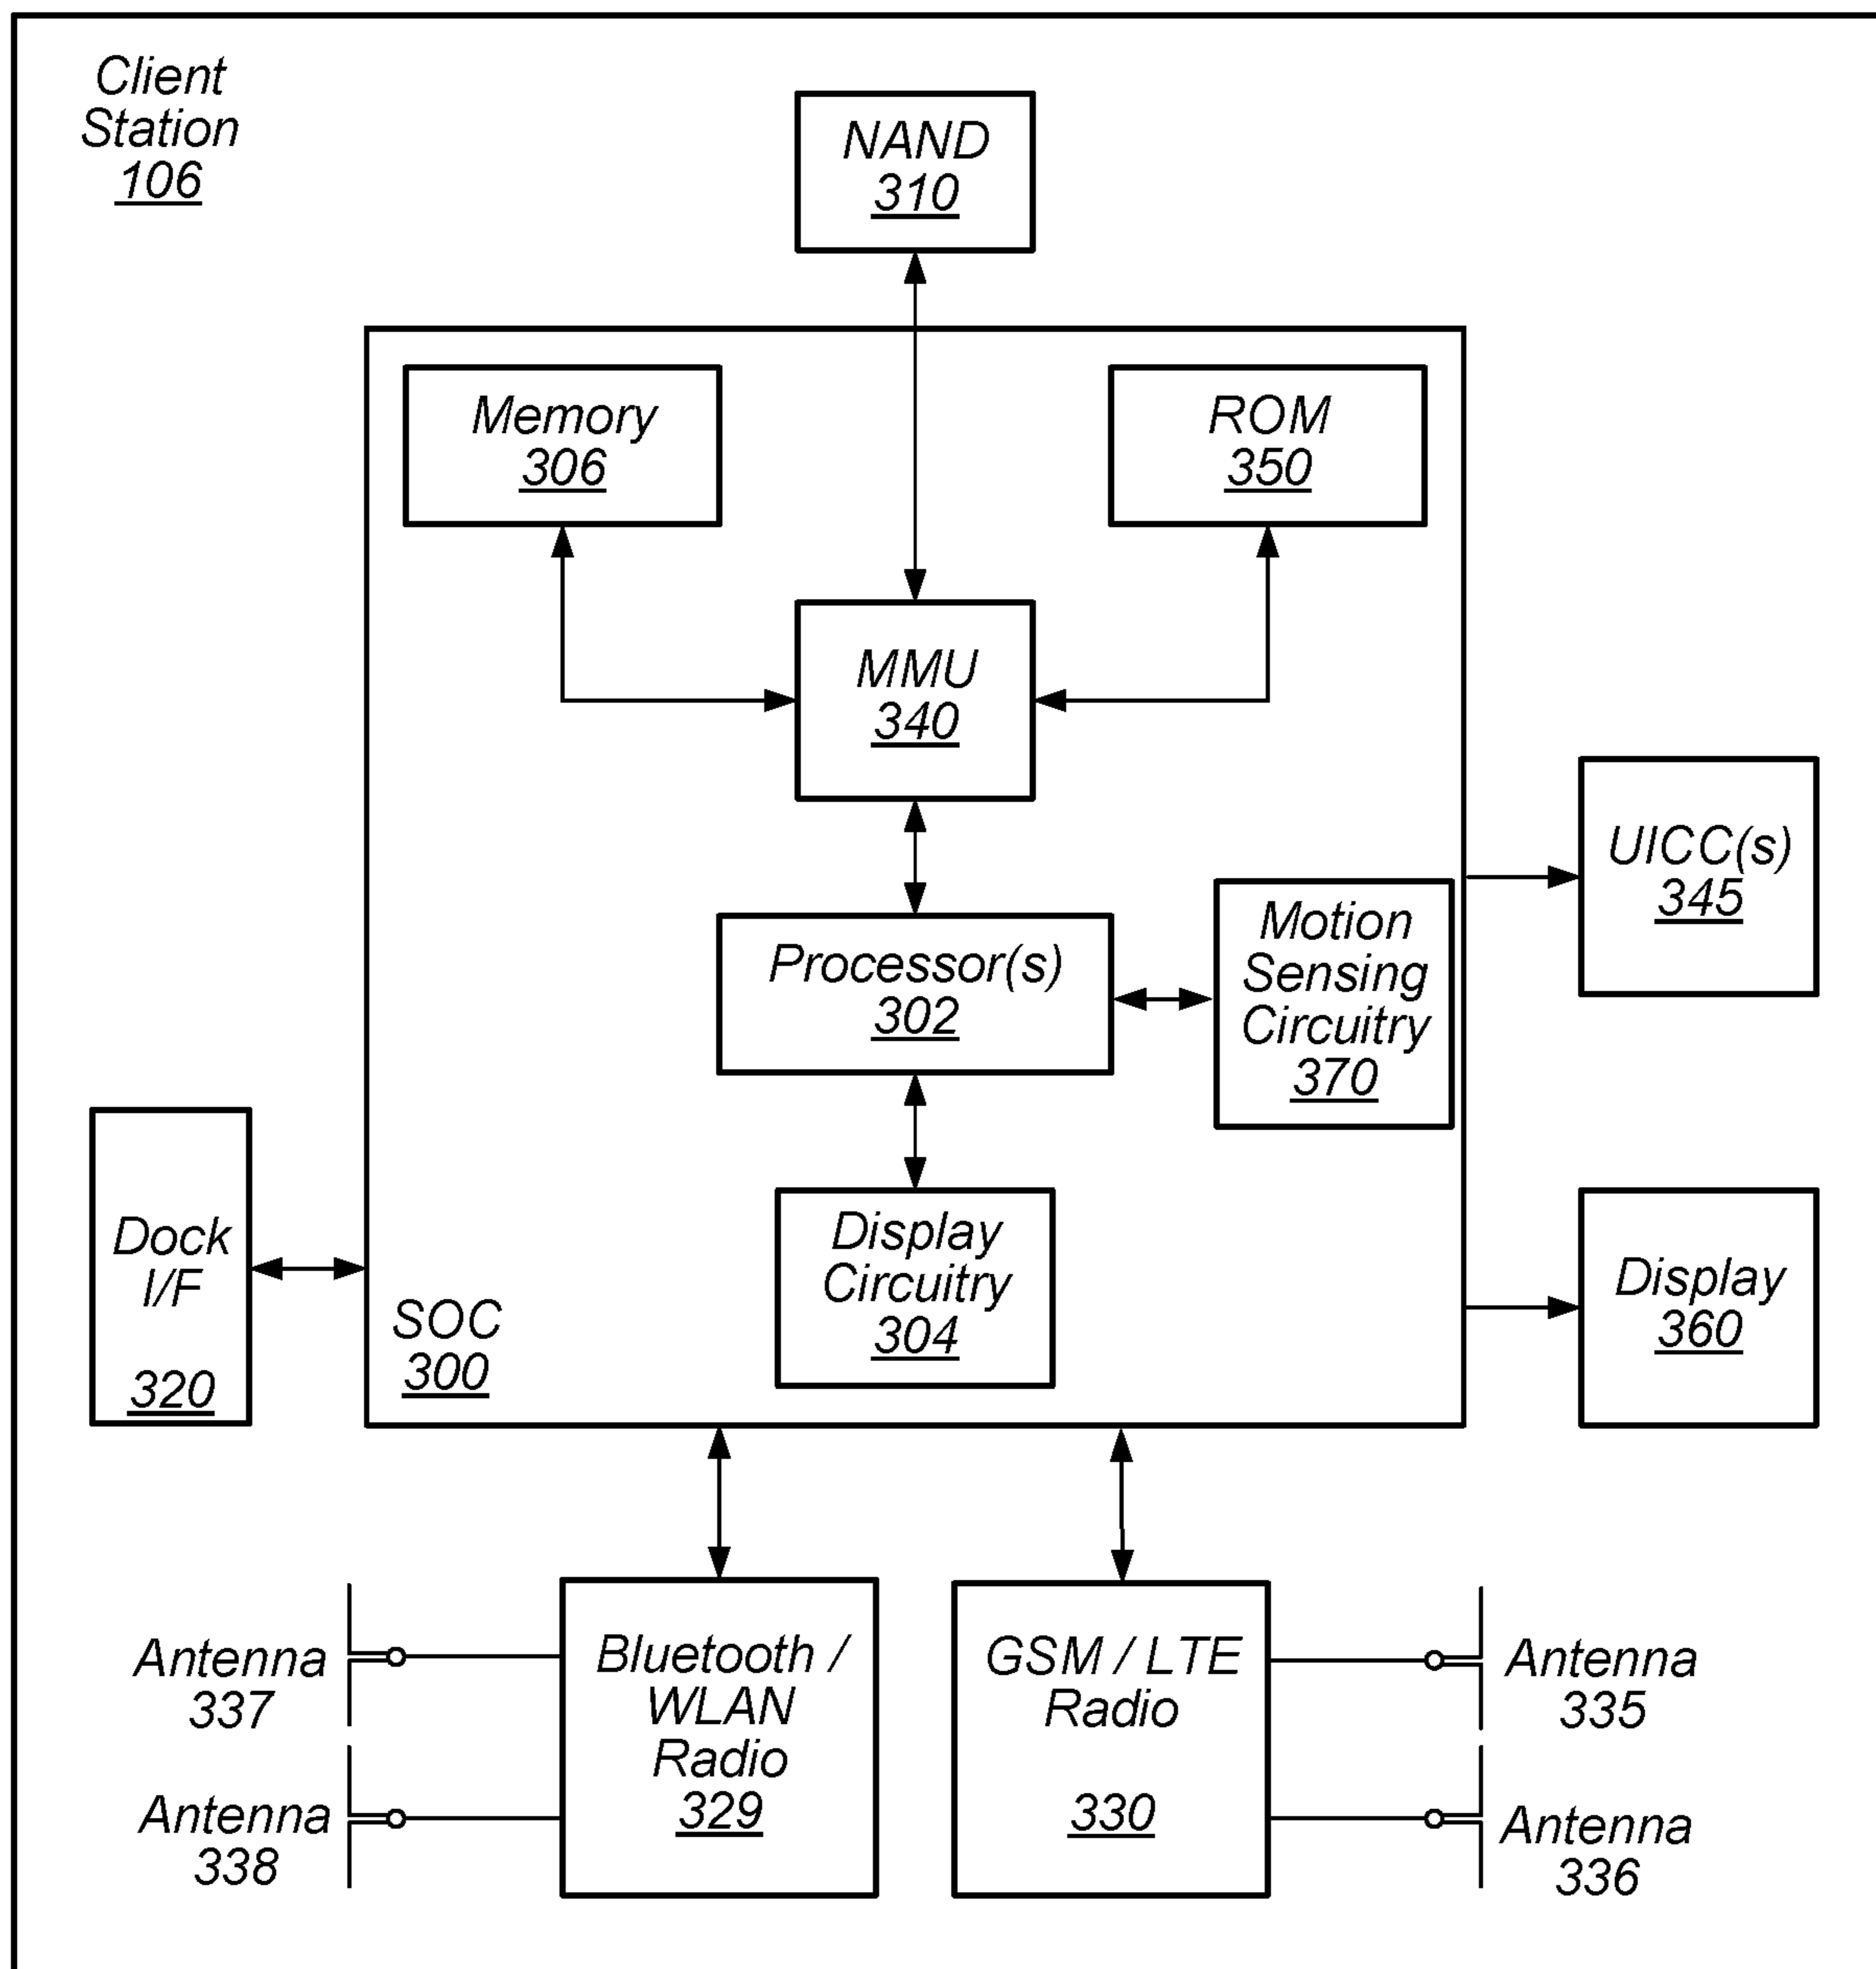 Client
Station
106
NAND
310
Memory
306
ROM
350
MMU
340
UICC(s)
345
Processor(s)
302
Motion
Sensing
Circuitry
370
Dock
I/F
320
Display
Circuitry
304
SOC
300
Display
360
Antenna
337
Antenna
338
Bluetooth /
WLAN
Radio
329
GSM / LTE
Radio
330
Antenna
335
Antenna
336